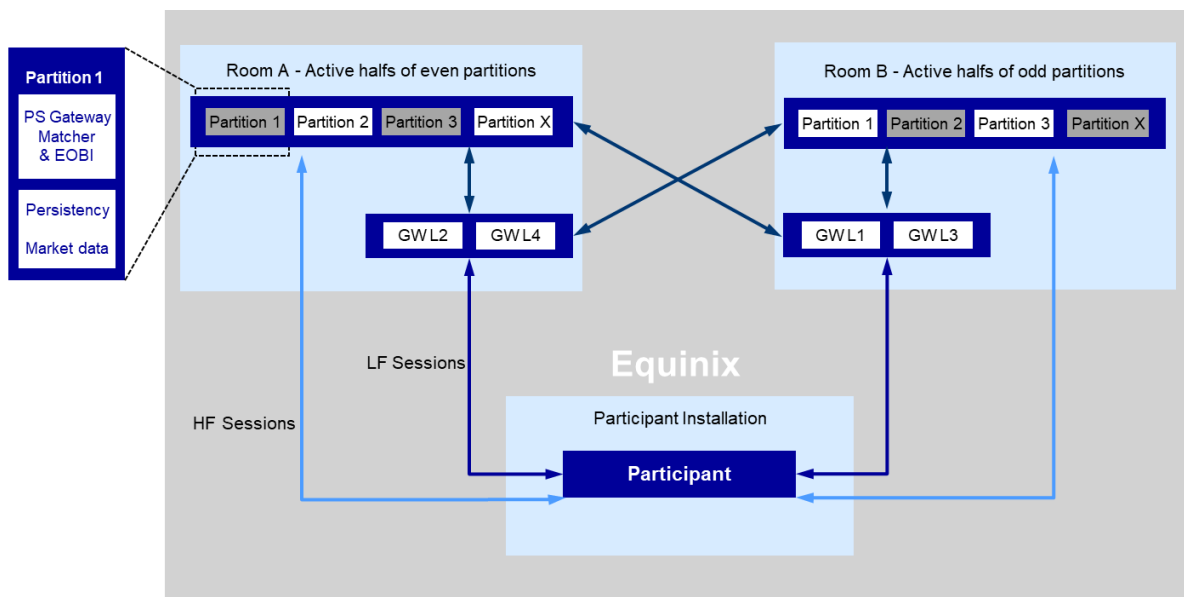 Partition 1
PS Gateway
Matcher
& EOBI
Persistency
Market data
Room A - Active halfs of even partitions
Partition 1
Partition 2
Partition 3
Partition X
GW L2
GW L4
Room B - Active halfs of odd partitions
Partition 1
Partition 2
Partition 3
Partition X
GW L1
GW L3
LF Sessions
HF Sessions
Equinix
Participant Installation
Participant